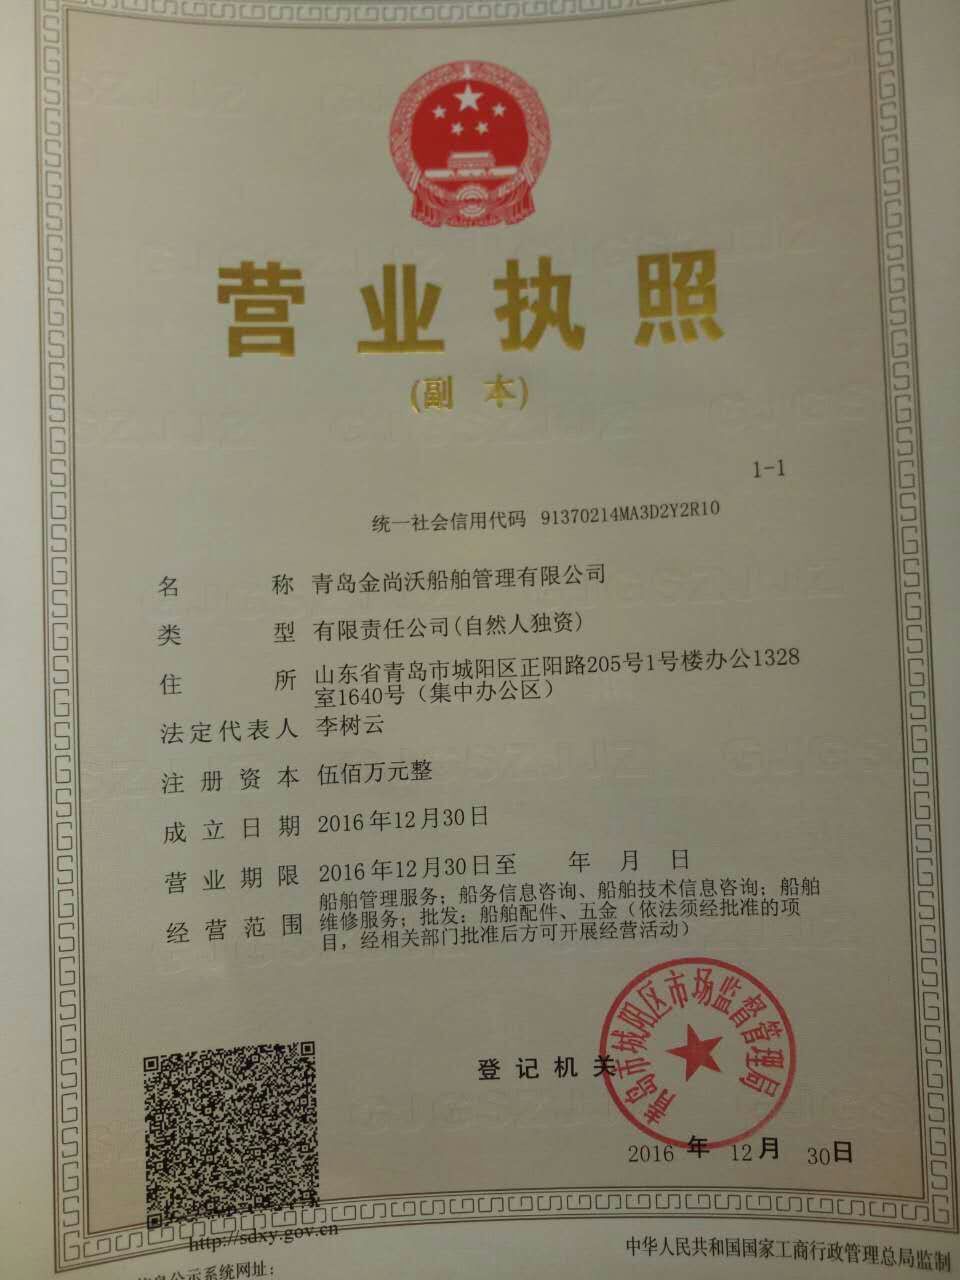 营业执照
(副 本)
1-1
统一社会信用代码 91370214MA3D2Y2R10
名 称 青岛金尚沃船舶管理有限公司
类 型 有限责任公司(自然人独资)
住 所 山东省青岛市城阳区正阳路205号1号楼办公1328
室1640号（集中办公区）
法定代表人 李树云
注册资本 伍佰万元整
成立日期 2016年12月30日
营业期限 2016年12月30日至 年 月 日
经营范围 船舶管理服务；船务信息咨询、船舶技术信息咨询；船舶
维修服务；批发：船舶配件、五金（依法须经批准的项
目，经相关部门批准后方可开展经营活动）
青岛市城阳区市场监督管理局
登记机关
2016 年 12 月 30 日
http://sdxy.gov.cn
信息公示系统网址：
中华人民共和国国家工商行政管理总局监制